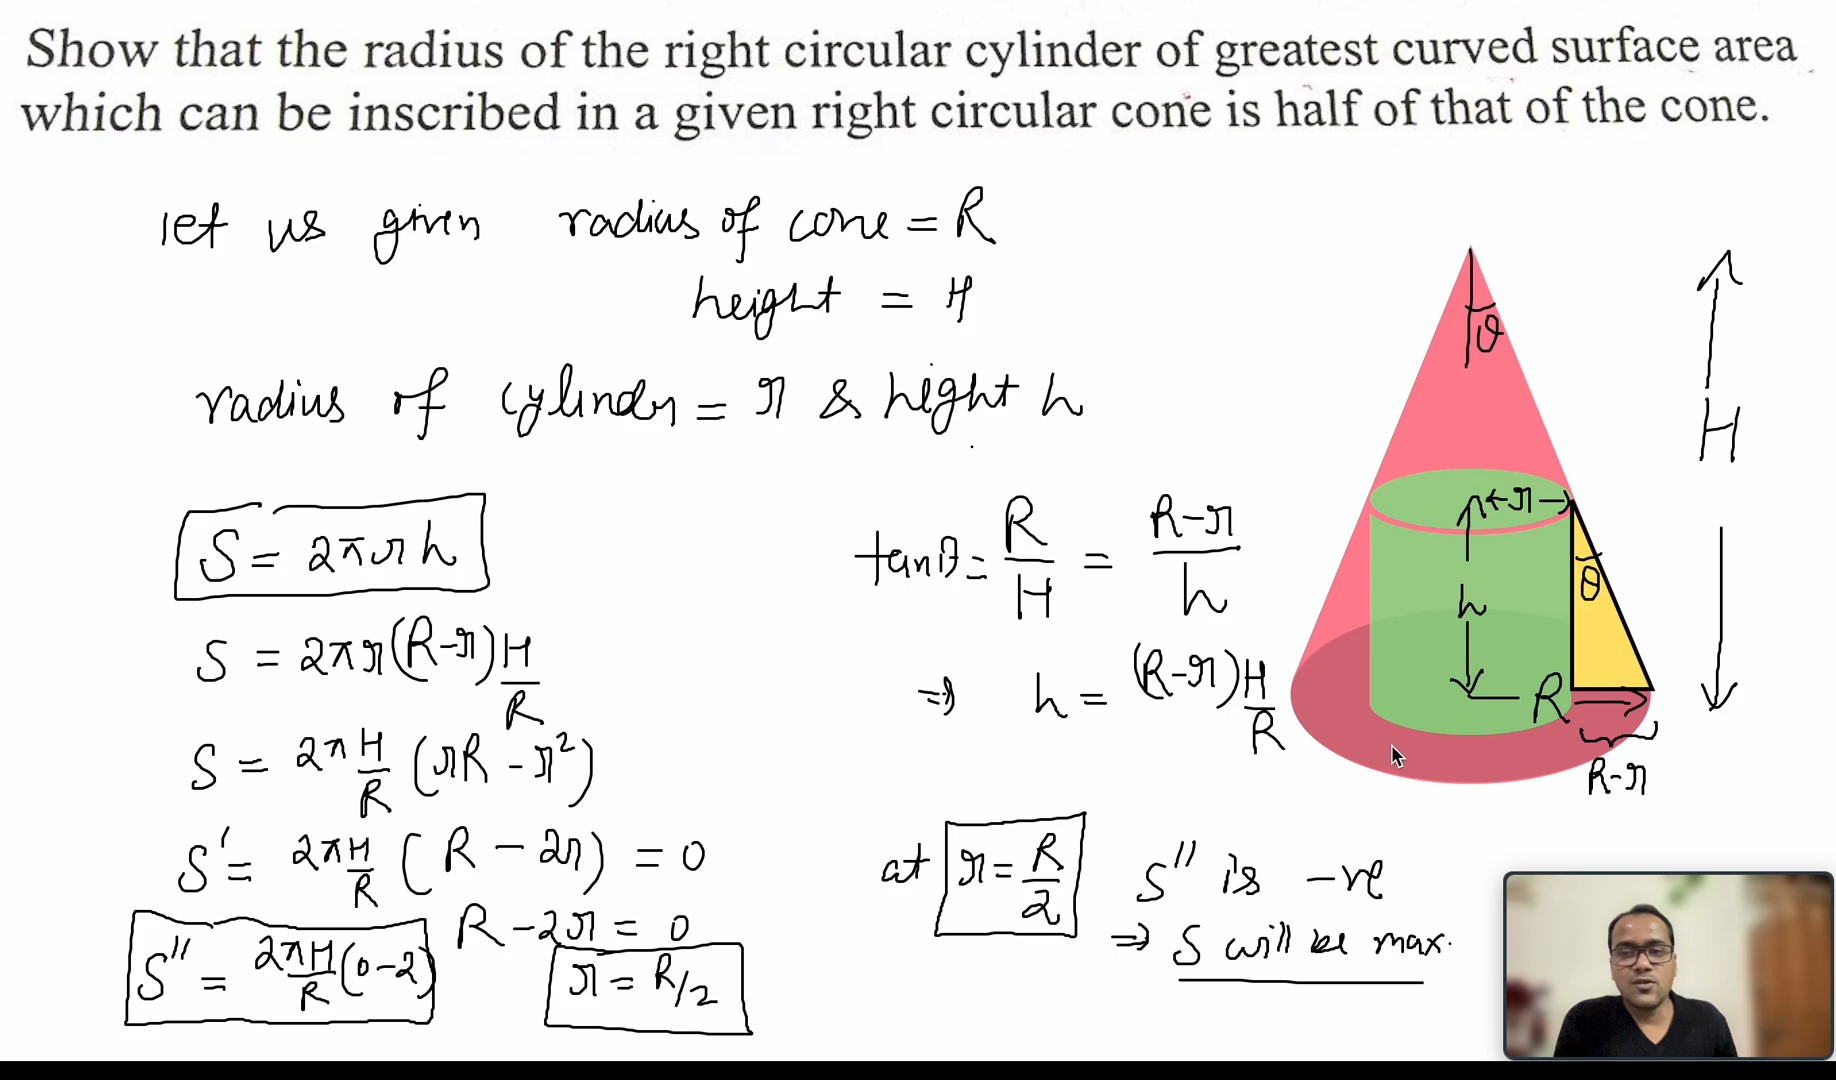 Show that the radius of the right circular cylinder of greatest curved surface area
which can be inscribed in a given right circular cone is half of that of the cone.
let us given radius of cone = R
height = H
radius of cylinder = r & height h
S = 2πrh
S = 2πr(R-r)H/R
S = 2πH/R (rR - r²)
S' = 2πH/R (R - 2r) = 0
R - 2r = 0
S'' = 2πH/R (0-2)
r = R/2
tanθ = R/H = R-r/h
⇒ h = (R-r)H/R
at r = R/2 S'' is -ve
⇒ S will be max.
θ
H
r
θ
h
R
R-r